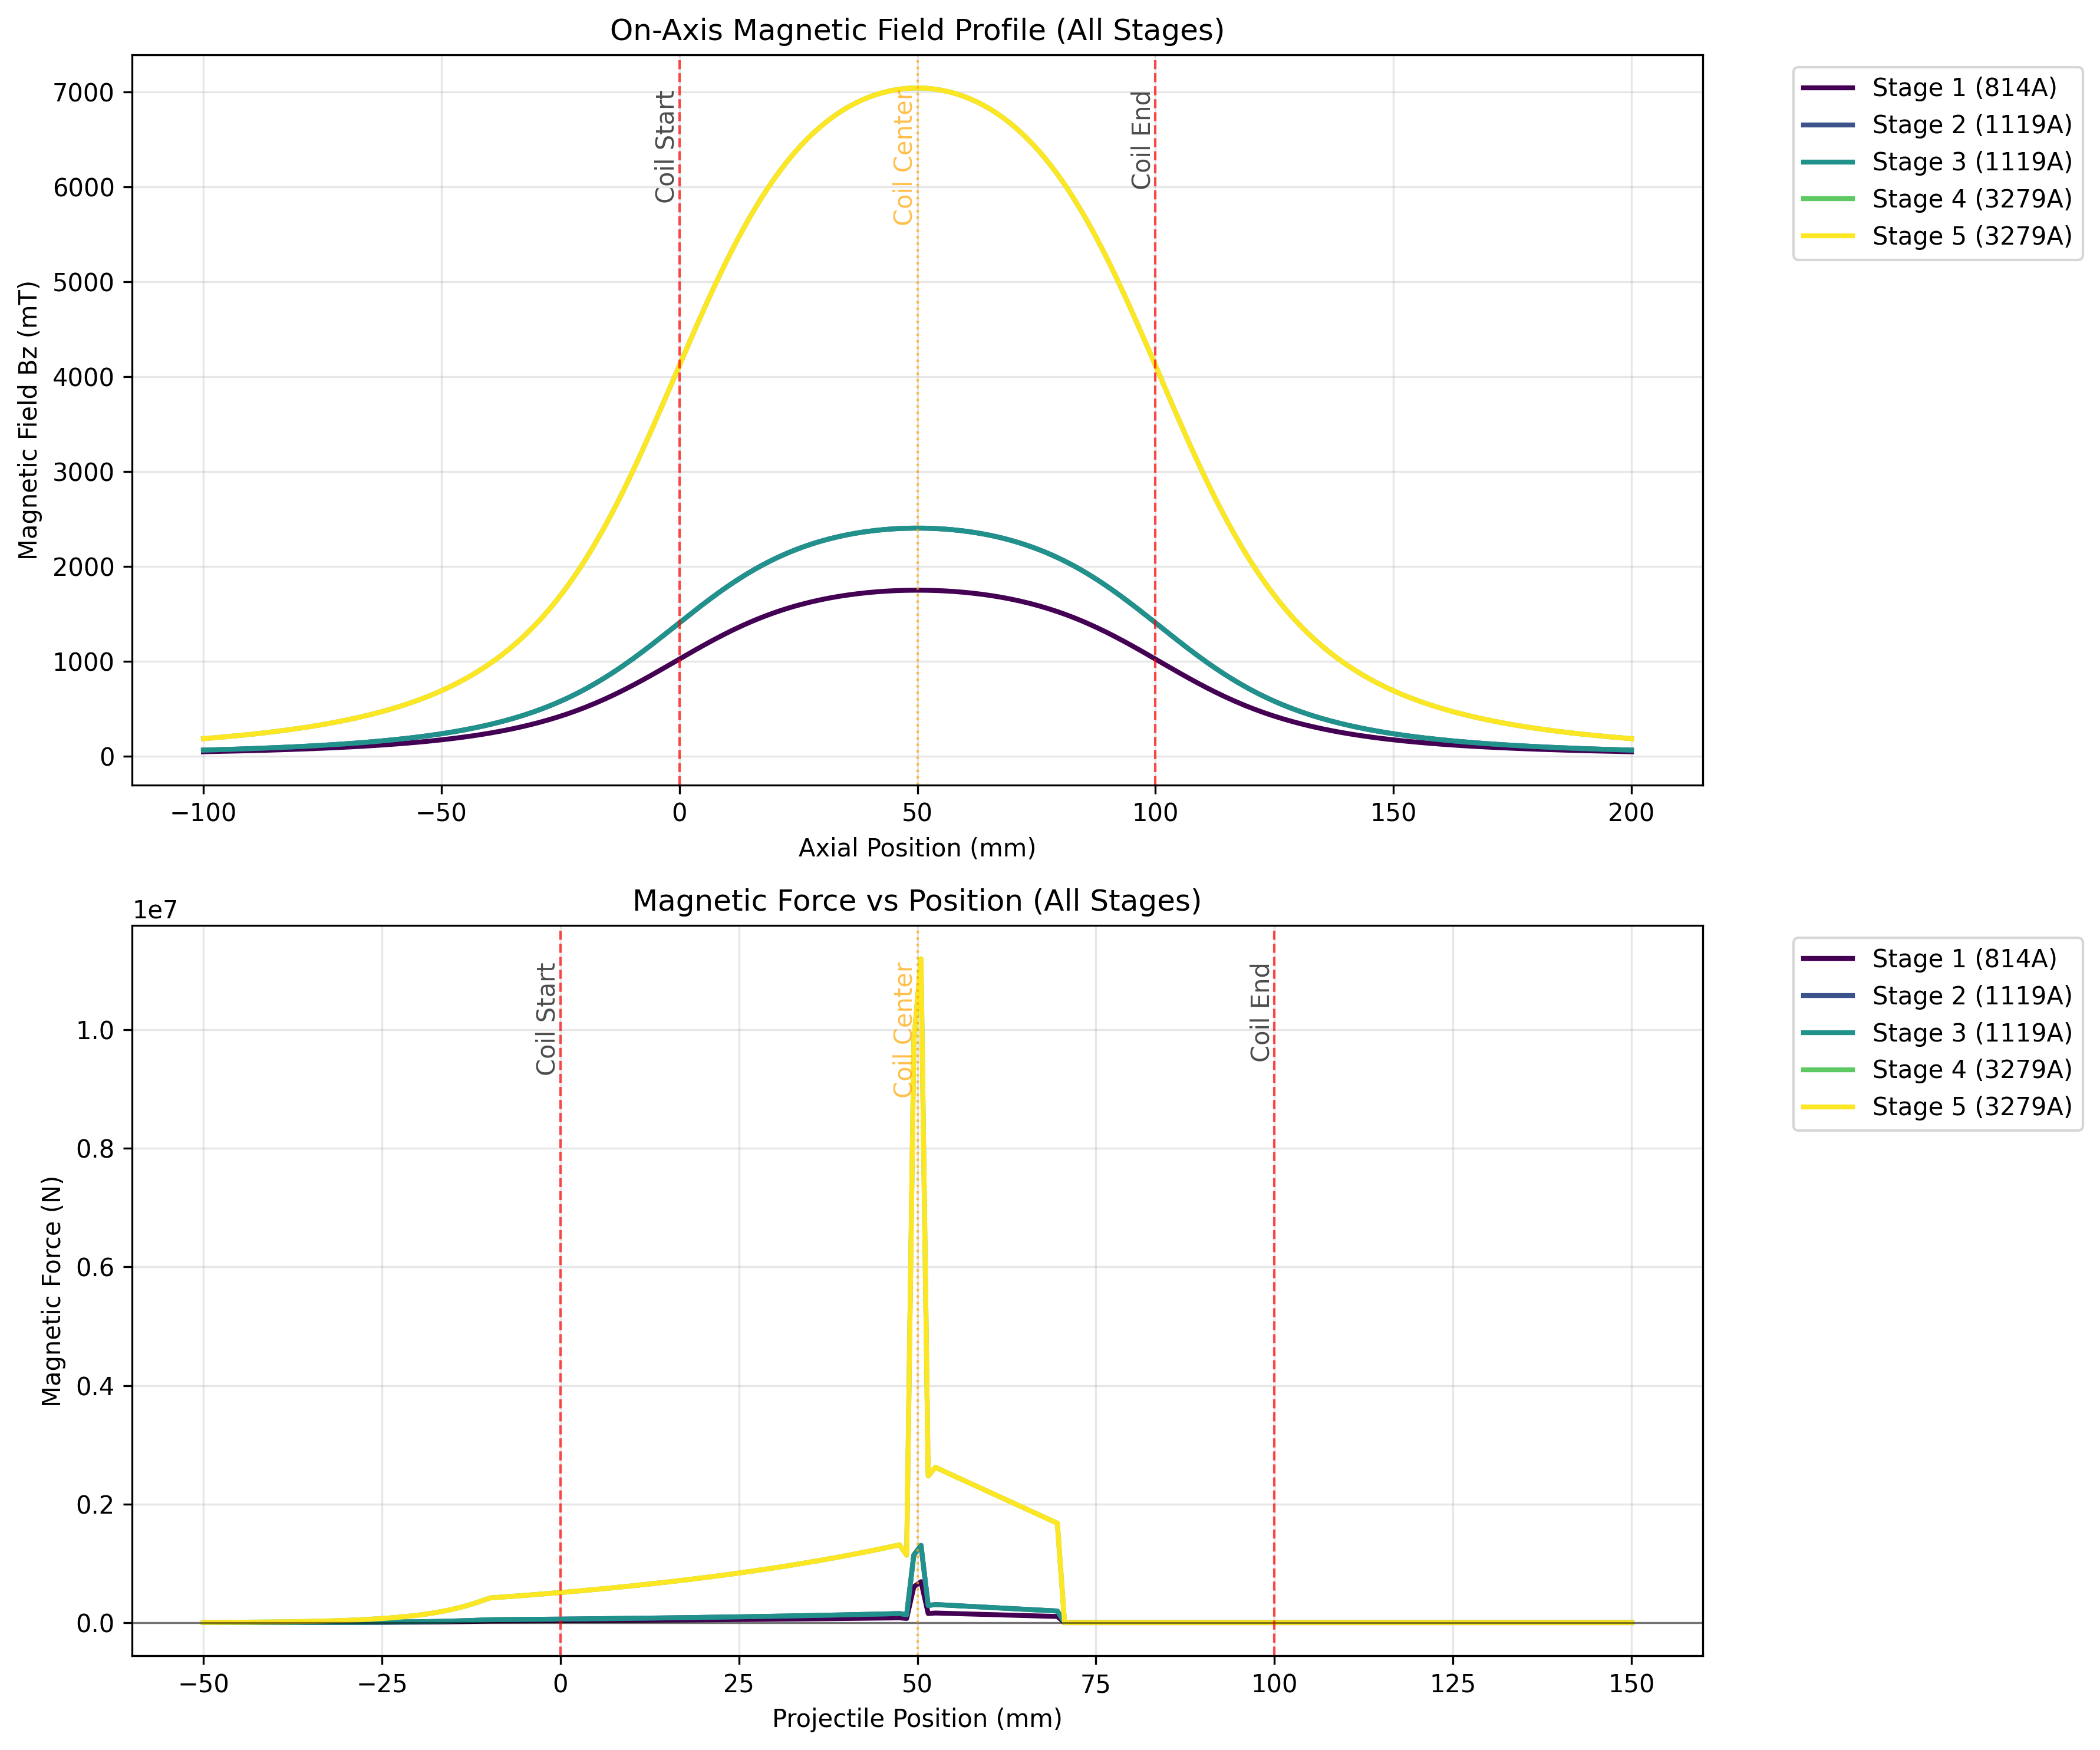 On-Axis Magnetic Field Profile (All Stages)
Magnetic Field Bz (mT)
7000
6000
5000
4000
3000
2000
1000
0
Coil Start
Coil Center
Coil End
−100
−50
0
50
100
150
200
Axial Position (mm)
Stage 1 (814A)
Stage 2 (1119A)
Stage 3 (1119A)
Stage 4 (3279A)
Stage 5 (3279A)
Magnetic Force vs Position (All Stages)
1e7
Magnetic Force (N)
1.0
0.8
0.6
0.4
0.2
0.0
Coil Start
Coil Center
Coil End
−50
−25
0
25
50
75
100
125
150
Projectile Position (mm)
Stage 1 (814A)
Stage 2 (1119A)
Stage 3 (1119A)
Stage 4 (3279A)
Stage 5 (3279A)